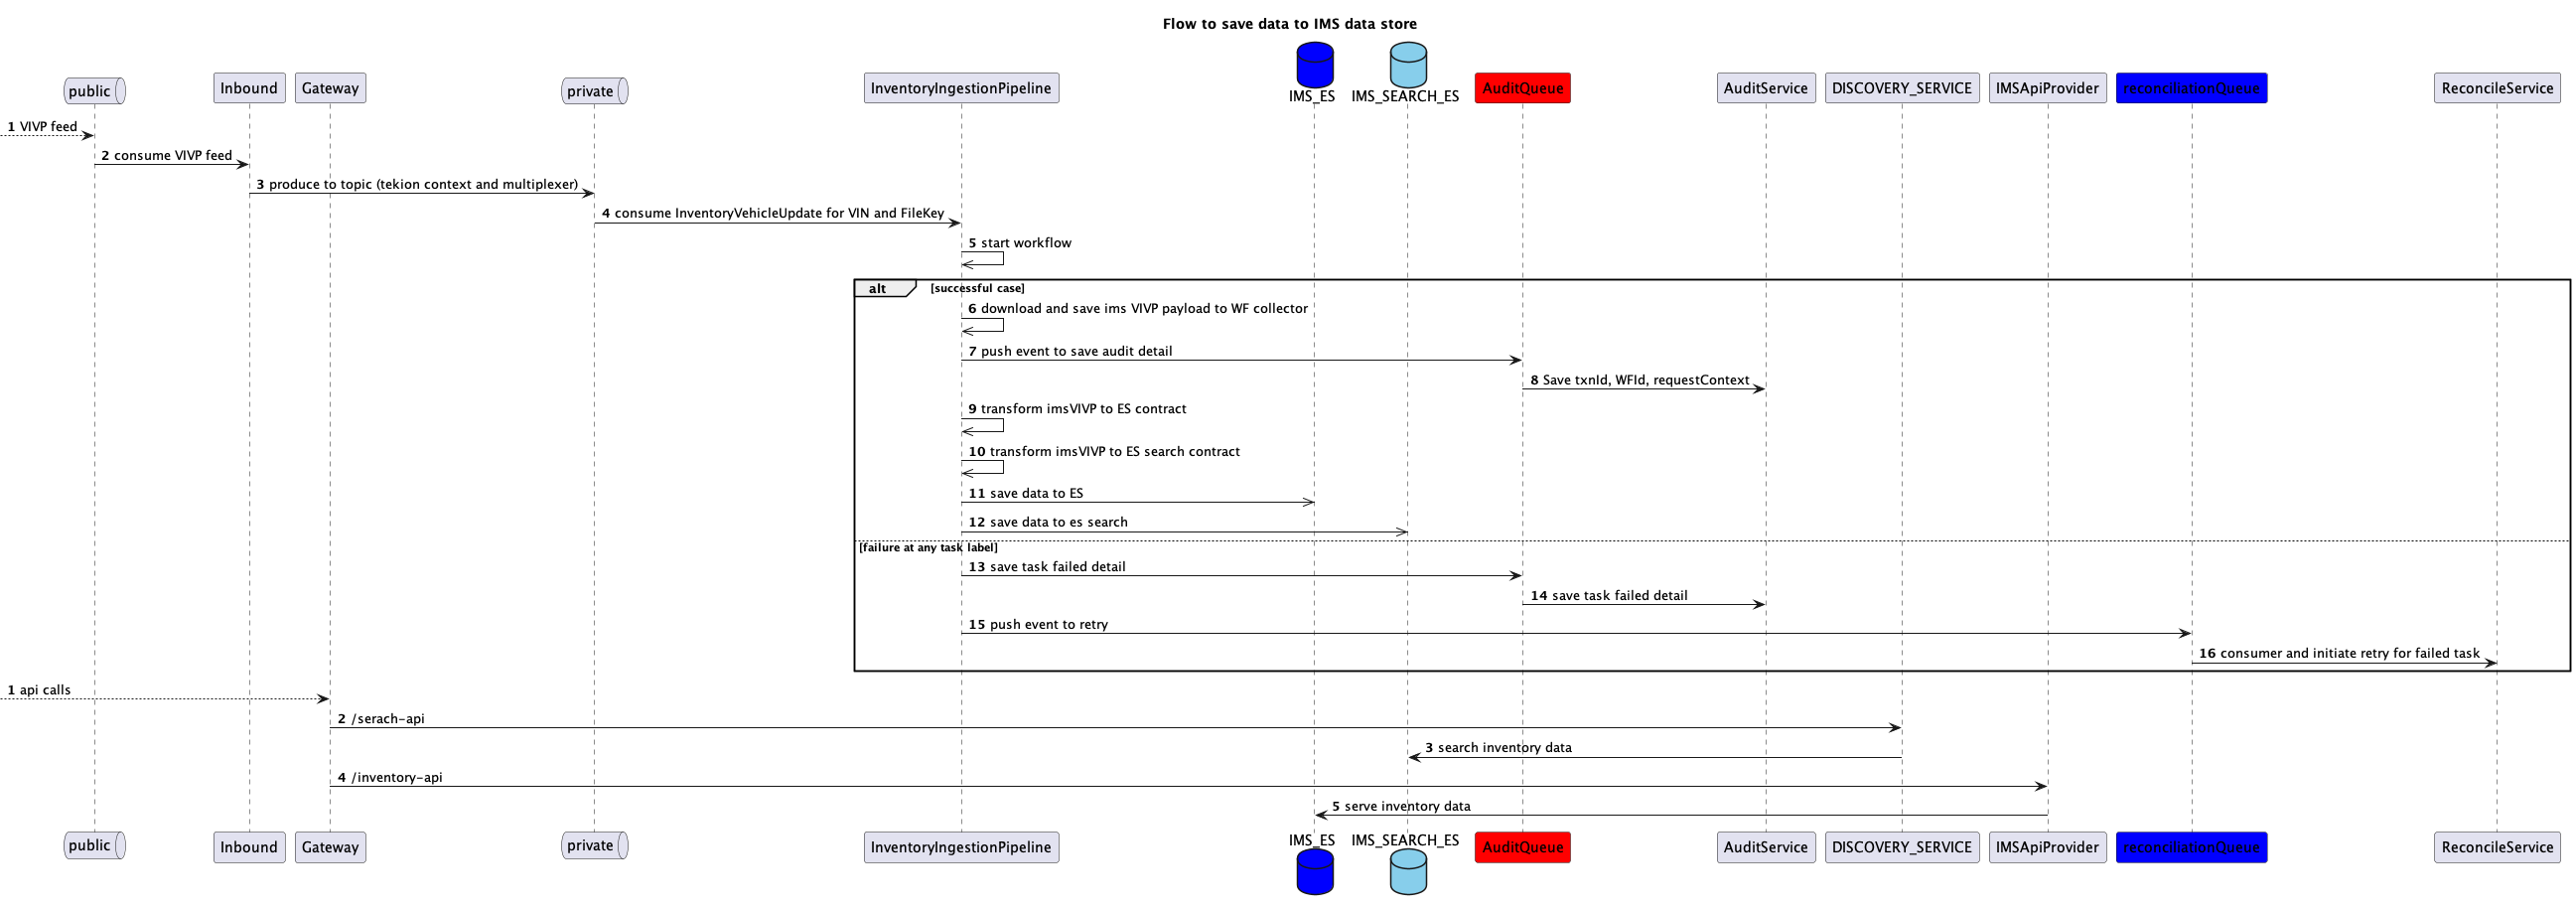 Flow to save data to IMS data store
public
Inbound
Gateway
private
InventoryIngestionPipeline
IMS_ES
IMS_SEARCH_ES
AuditQueue
AuditService
DISCOVERY_SERVICE
IMSApiProvider
reconciliationQueue
ReconcileService
1 VIVP feed
2 consume VIVP feed
3 produce to topic (tekion context and multiplexer)
4 consume InventoryVehicleUpdate for VIN and FileKey
5 start workflow
alt [successful case]
6 download and save ims VIVP payload to WF collector
7 push event to save audit detail
8 Save txnId, WFId, requestContext
9 transform imsVIVP to ES contract
10 transform imsVIVP to ES search contract
11 save data to ES
12 save data to es search
[failure at any task label]
13 save task failed detail
14 save task failed detail
15 push event to retry
16 consumer and initiate retry for failed task
1 api calls
2 /serach-api
3 search inventory data
4 /inventory-api
5 serve inventory data
public
Inbound
Gateway
private
InventoryIngestionPipeline
IMS_ES
IMS_SEARCH_ES
AuditQueue
AuditService
DISCOVERY_SERVICE
IMSApiProvider
reconciliationQueue
ReconcileService